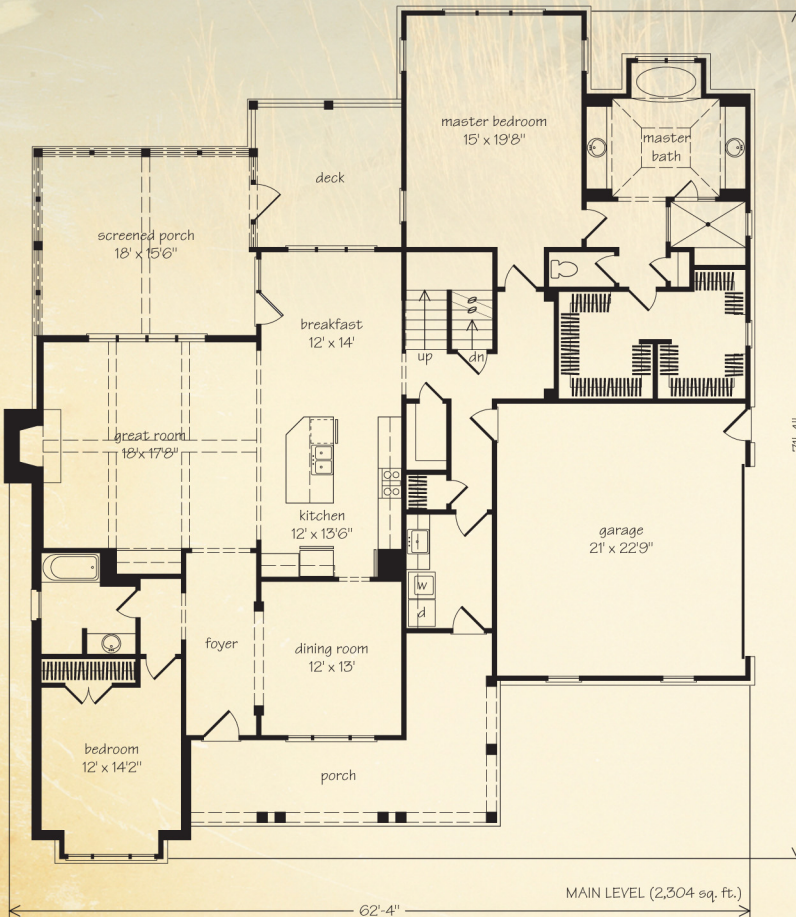 master bedroom
15' x 19'8"
master
bath
deck
screened porch
18' x 15'6"
breakfast
12' x 14'
up
dn
great room
18' x 17'8"
kitchen
12' x 13'6"
garage
21' x 22'9"
w
d
foyer
dining room
12' x 13'
bedroom
12' x 14'2"
porch
MAIN LEVEL (2,304 sq. ft.)
62'-4"